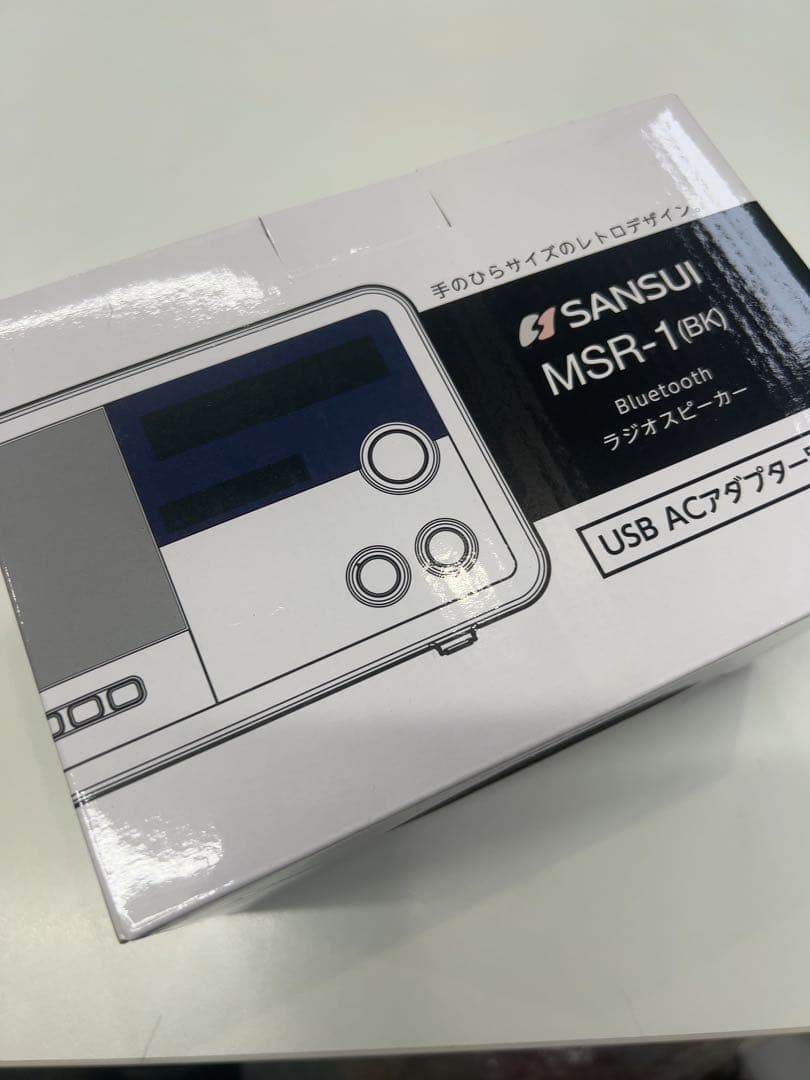 手のひらサイズのレトロデザイン。
SANSUI
MSR-1(BK)
Bluetooth
ラジオスピーカー
USB ACアダプター